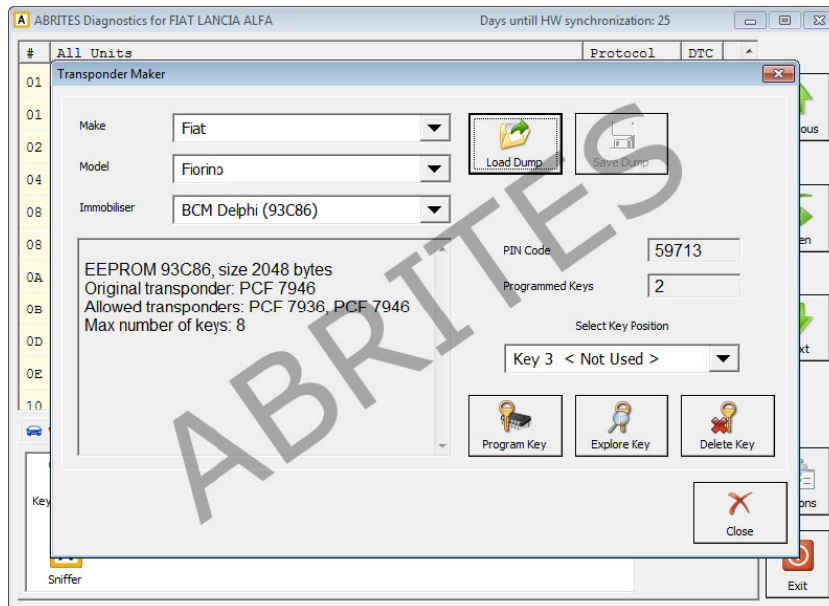 ABRITES Diagnostics for FIAT LANCIA ALFA Days untill HW synchronization: 25
# All Units Protocol DTC
Transponder Maker
01
01
02
04
08
08
0A
0B
0D
0E
10
Make Fiat
Model Fiorino
Immobiliser BCM Delphi (93C86)
Load Dump Save Dump
EEPROM 93C86, size 2048 bytes
Original transponder: PCF 7946
Allowed transponders: PCF 7936, PCF 7946
Max number of keys: 8
PIN Code 59713
Programmed Keys 2
Select Key Position
Key 3 < Not Used >
Program Key Explore Key Delete Key
Close
Key
Sniffer
Exit
ABRITES